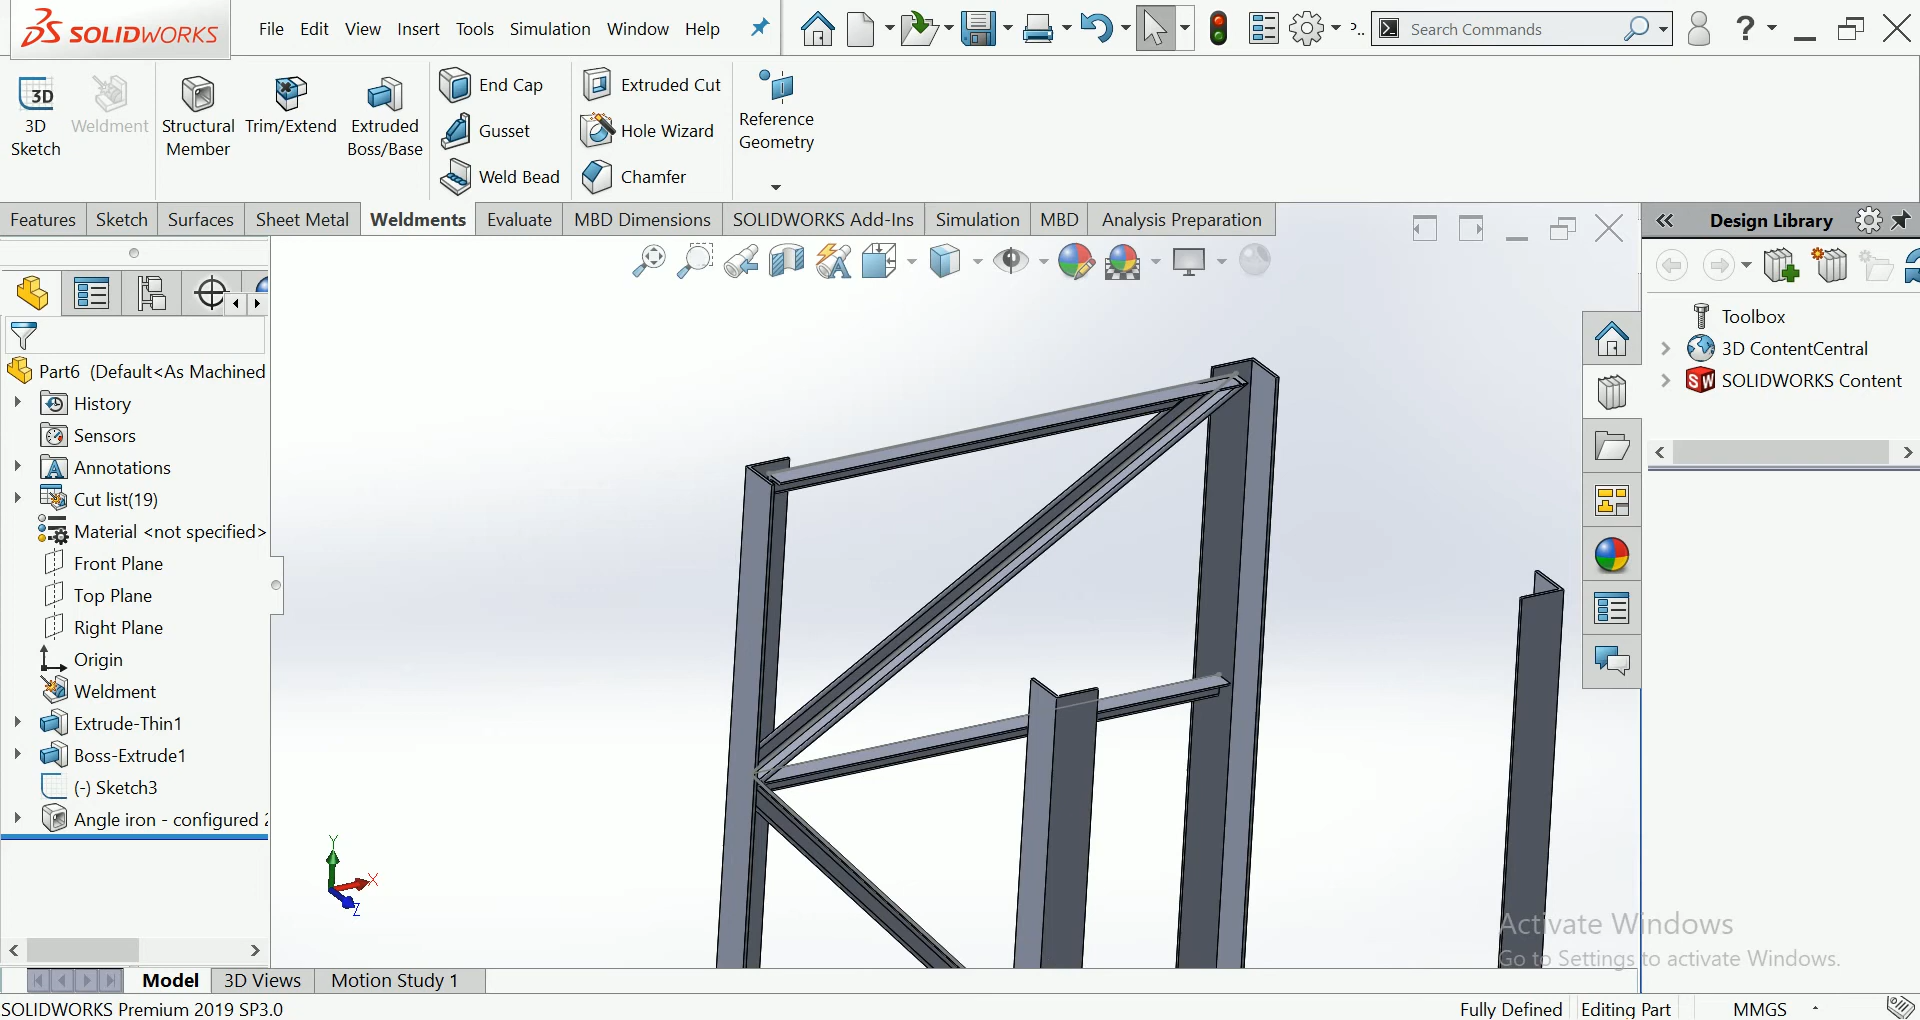 SOLIDWORKS
File Edit View Insert Tools Simulation Window Help
Search Commands
3D Sketch
Weldment
Structural Member
Trim/Extend
Extruded Boss/Base
End Cap
Gusset
Weld Bead
Extruded Cut
Hole Wizard
Chamfer
Reference Geometry
Features Sketch Surfaces Sheet Metal Weldments Evaluate MBD Dimensions SOLIDWORKS Add-Ins Simulation MBD Analysis Preparation
Design Library
Toolbox
3D ContentCentral
SOLIDWORKS Content
Part6 (Default<As Machined
History
Sensors
Annotations
Cut list(19)
Material <not specified>
Front Plane
Top Plane
Right Plane
Origin
Weldment
Extrude-Thin1
Boss-Extrude1
(-) Sketch3
Angle iron - configured
Y
X
Z
Activate Windows
Go to Settings to activate Windows.
Model 3D Views Motion Study 1
SOLIDWORKS Premium 2019 SP3.0
Fully Defined Editing Part MMGS